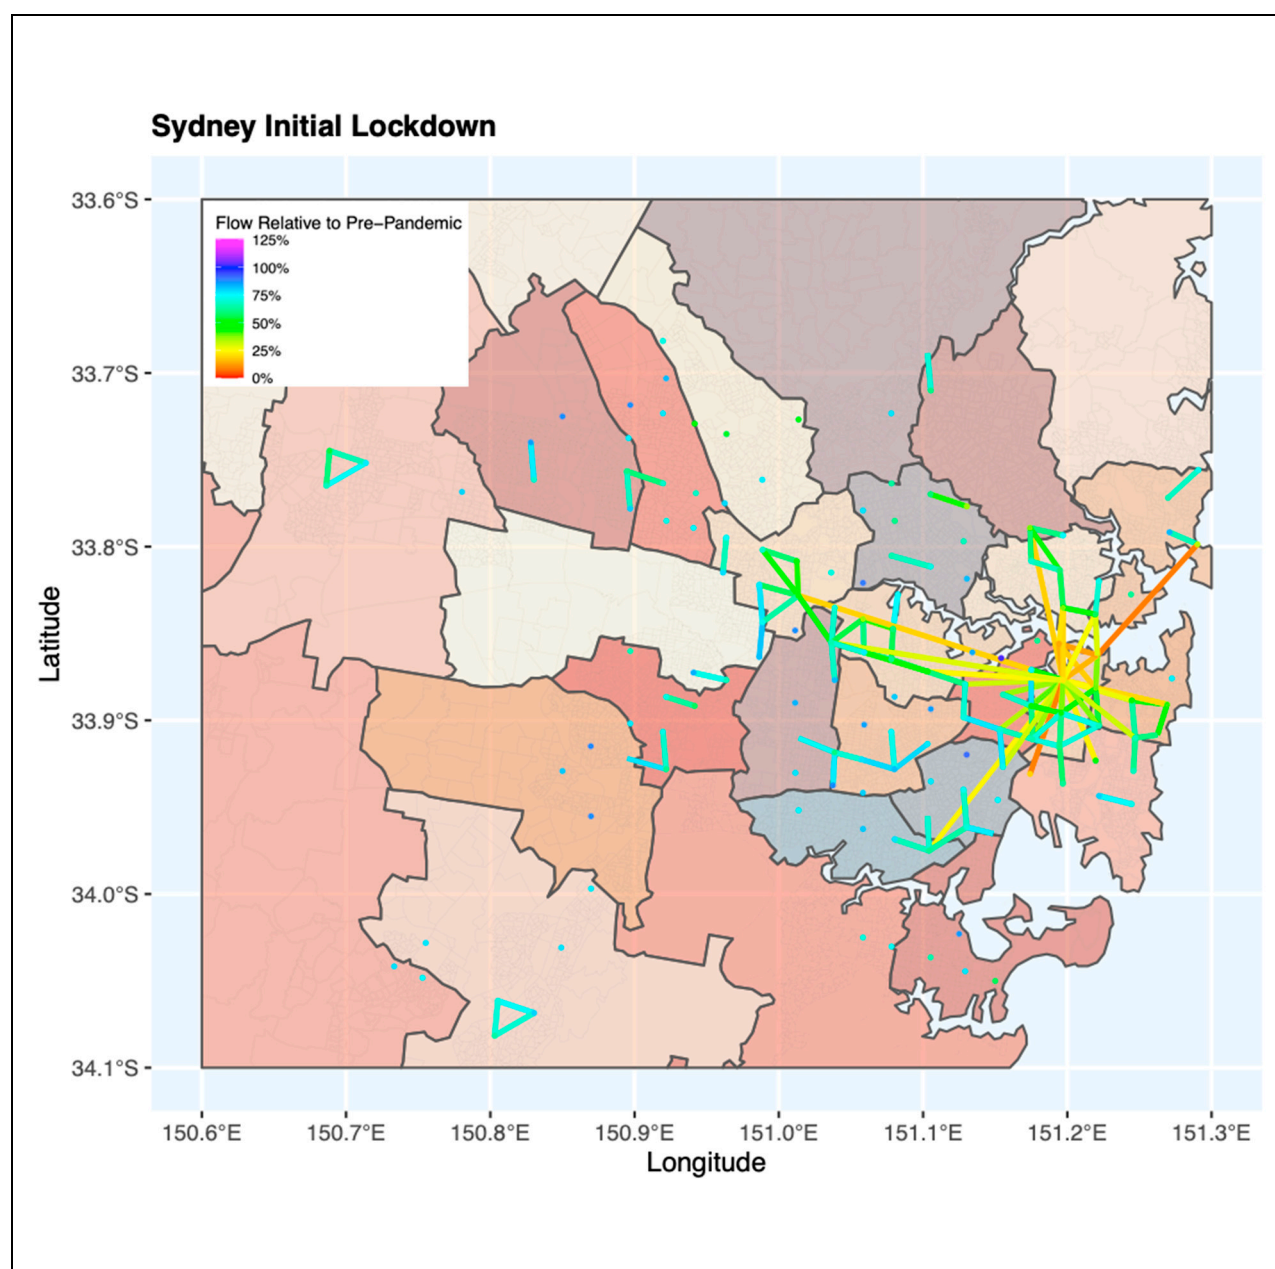 Sydney Initial Lockdown
Flow Relative to Pre−Pandemic
125%
100%
75%
50%
25%
0%
33.6°S
33.7°S
33.8°S
33.9°S
34.0°S
34.1°S
Latitude
150.6°E 150.7°E 150.8°E 150.9°E 151.0°E 151.1°E 151.2°E 151.3°E
Longitude